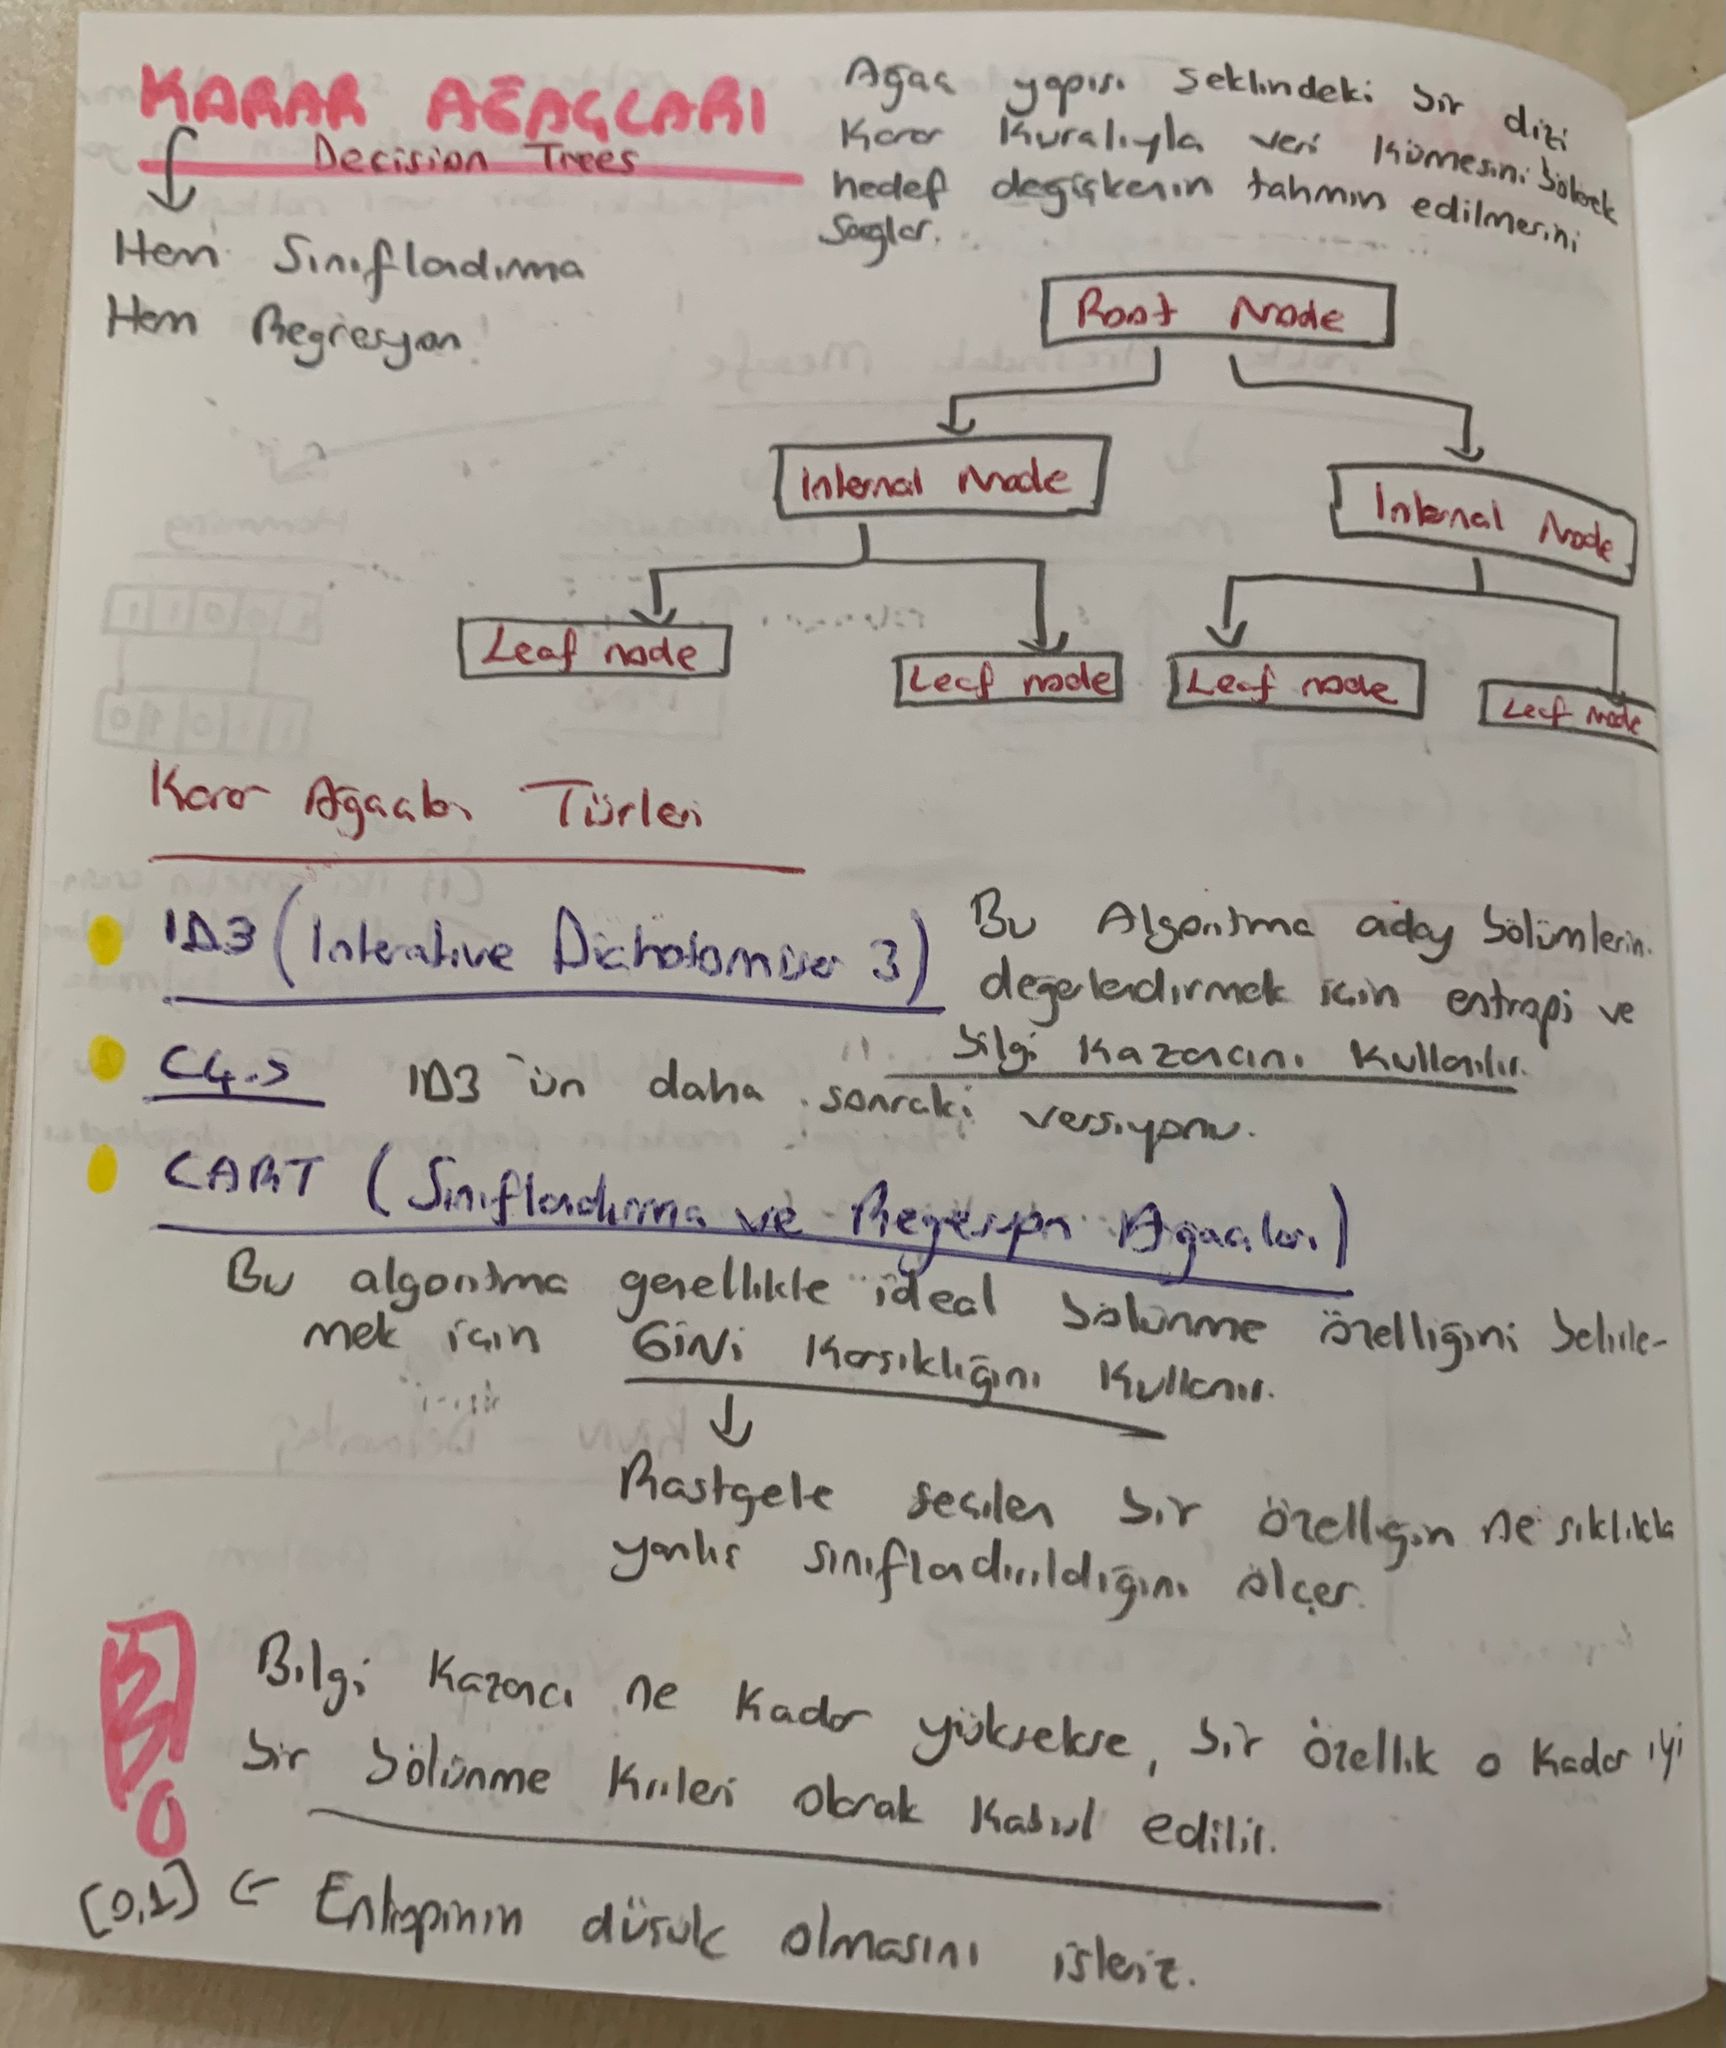 KARAR AĞAÇLARI
Decision Trees
Hem Sınıflandırma
Hem Regresyon
Ağaç yapısı şeklindeki bir dizi
Karar Kuralıyla veri kümesini bölerek
hedef değişkenin tahmin edilmesini
sağlar.
Root Node
Internal Node
Internal Node
Leaf node
Leaf node
Leaf node
Leaf node
Karar Ağaçları Türleri
ID3 (Interative Dichotomiser 3)
Bu Algoritma aday bölümlerin
değerlendirmek için entropi ve
bilgi kazancını kullanılır.
C4.5 ID3'ün daha sonraki versiyonu.
CART (Sınıflandırma ve Regresyon Ağaçları)
Bu algoritma genellikle ideal bölünme özelliğini belirle-
mek için GiNi Karışıklığını kullanır.
Rastgele seçilen bir özelliğin ne sıklıkla
yanlış sınıflandırıldığını ölçer.
Bilgi Kazancı ne kadar yüksekse, bir özellik o kadar iyi
bir bölünme kriteri olarak kabul edilir.
[0,1] ← Entropinin düşük olmasını isteriz.